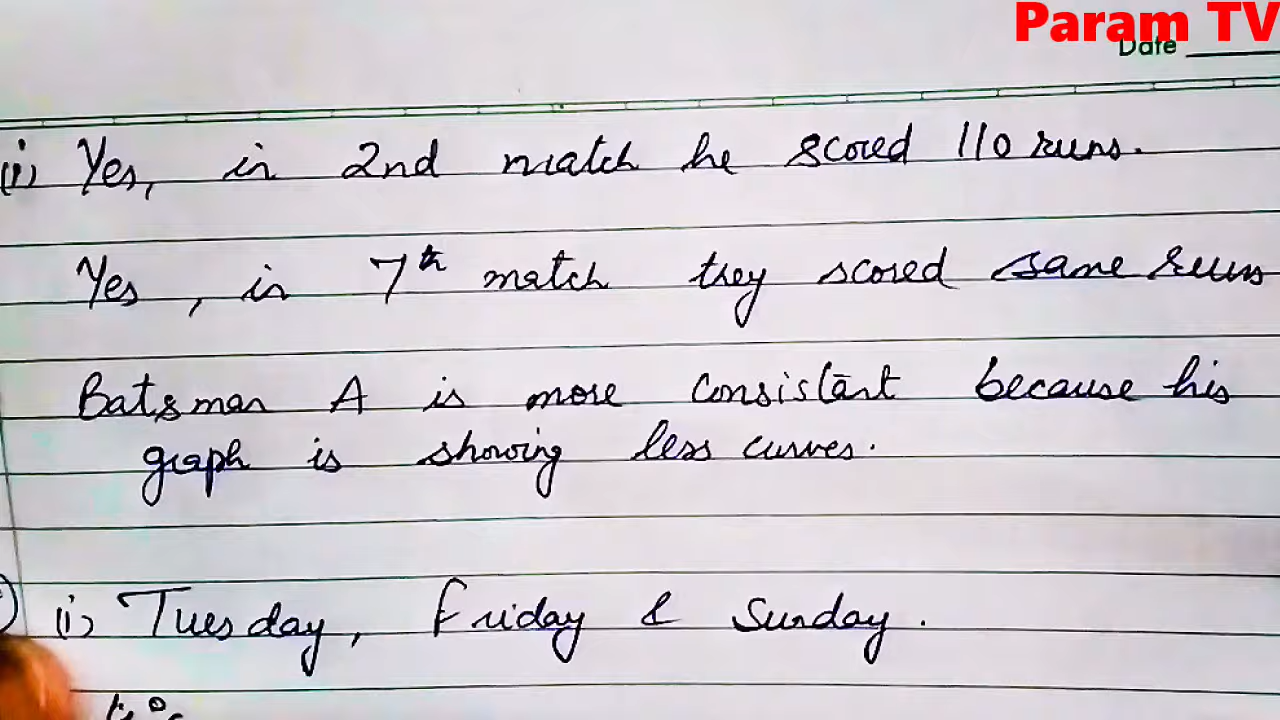 Param TV
Date
(i) Yes, in 2nd match he scored 110 runs.
Yes, in 7th match they scored same runs
Batsman A is more consistant because his
graph is showing less curves.
(i) Tuesday, Friday & Sunday.